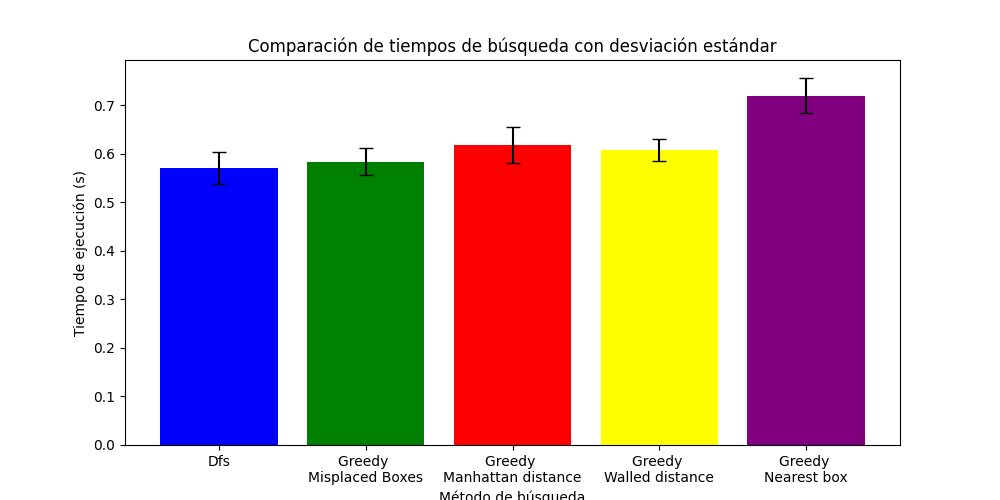 Comparación de tiempos de búsqueda con desviación estándar
Tiempo de ejecución (s)
0.7
0.6
0.5
0.4
0.3
0.2
0.1
0.0
Dfs
Greedy
Misplaced Boxes
Greedy
Manhattan distance
Greedy
Walled distance
Greedy
Nearest box
Método de búsqueda